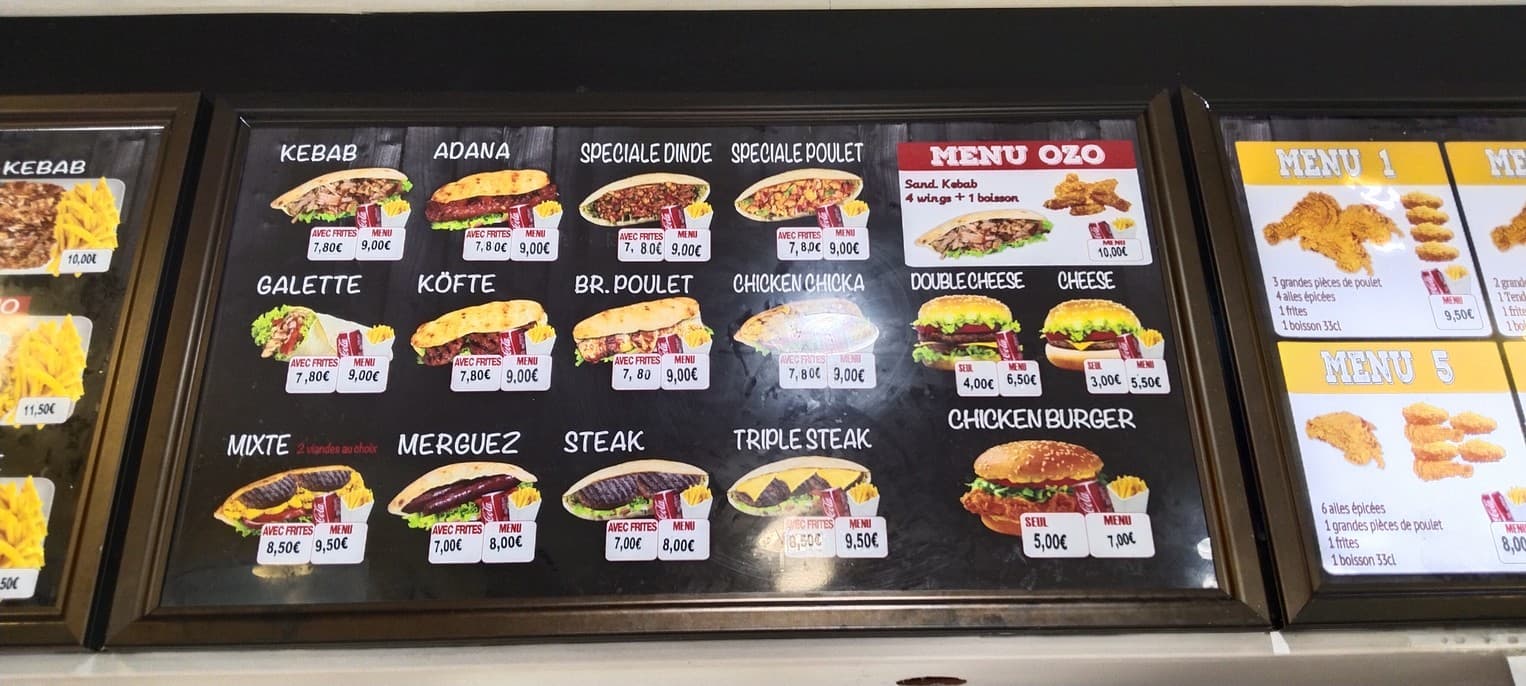 KEBAB
10,00€
11,50€
50€
KEBAB
AVEC FRITES MENU
7,80€ 9,00€
ADANA
AVEC FRITES MENU
7,80€ 9,00€
SPECIALE DINDE
AVEC FRITES MENU
7, 80€ 9,00€
SPECIALE POULET
AVEC FRITES MENU
7,80€ 9,00€
MENU OZO
Sand. Kebab
4 wings + 1 boisson
MENU
10,00€
GALETTE
AVEC FRITES MENU
7,80€ 9,00€
KÖFTE
AVEC FRITES MENU
7,80€ 9,00€
BR. POULET
AVEC FRITES MENU
7, 80 9,00€
CHICKEN CHICKA
AVEC FRITES MENU
7,80€ 9,00€
DOUBLE CHEESE
SEUL MENU
4,00€ 6,50€
CHEESE
SEUL MENU
3,00€ 5,50€
MIXTE 2 viandes au choix
AVEC FRITES MENU
8,50€ 9,50€
MERGUEZ
AVEC FRITES MENU
7,00€ 8,00€
STEAK
AVEC FRITES MENU
7,00€ 8,00€
TRIPLE STEAK
AVEC FRITES MENU
8,50€ 9,50€
CHICKEN BURGER
SEUL MENU
5,00€ 7,00€
MENU 1
3 grandes pièces de poulet
4 ailes épicées
1 frites
1 boisson 33cl
MENU
9,50€
MENU 5
6 ailes épicées
1 grandes pièces de poulet
1 frites
1 boisson 33cl
MENU
8,00